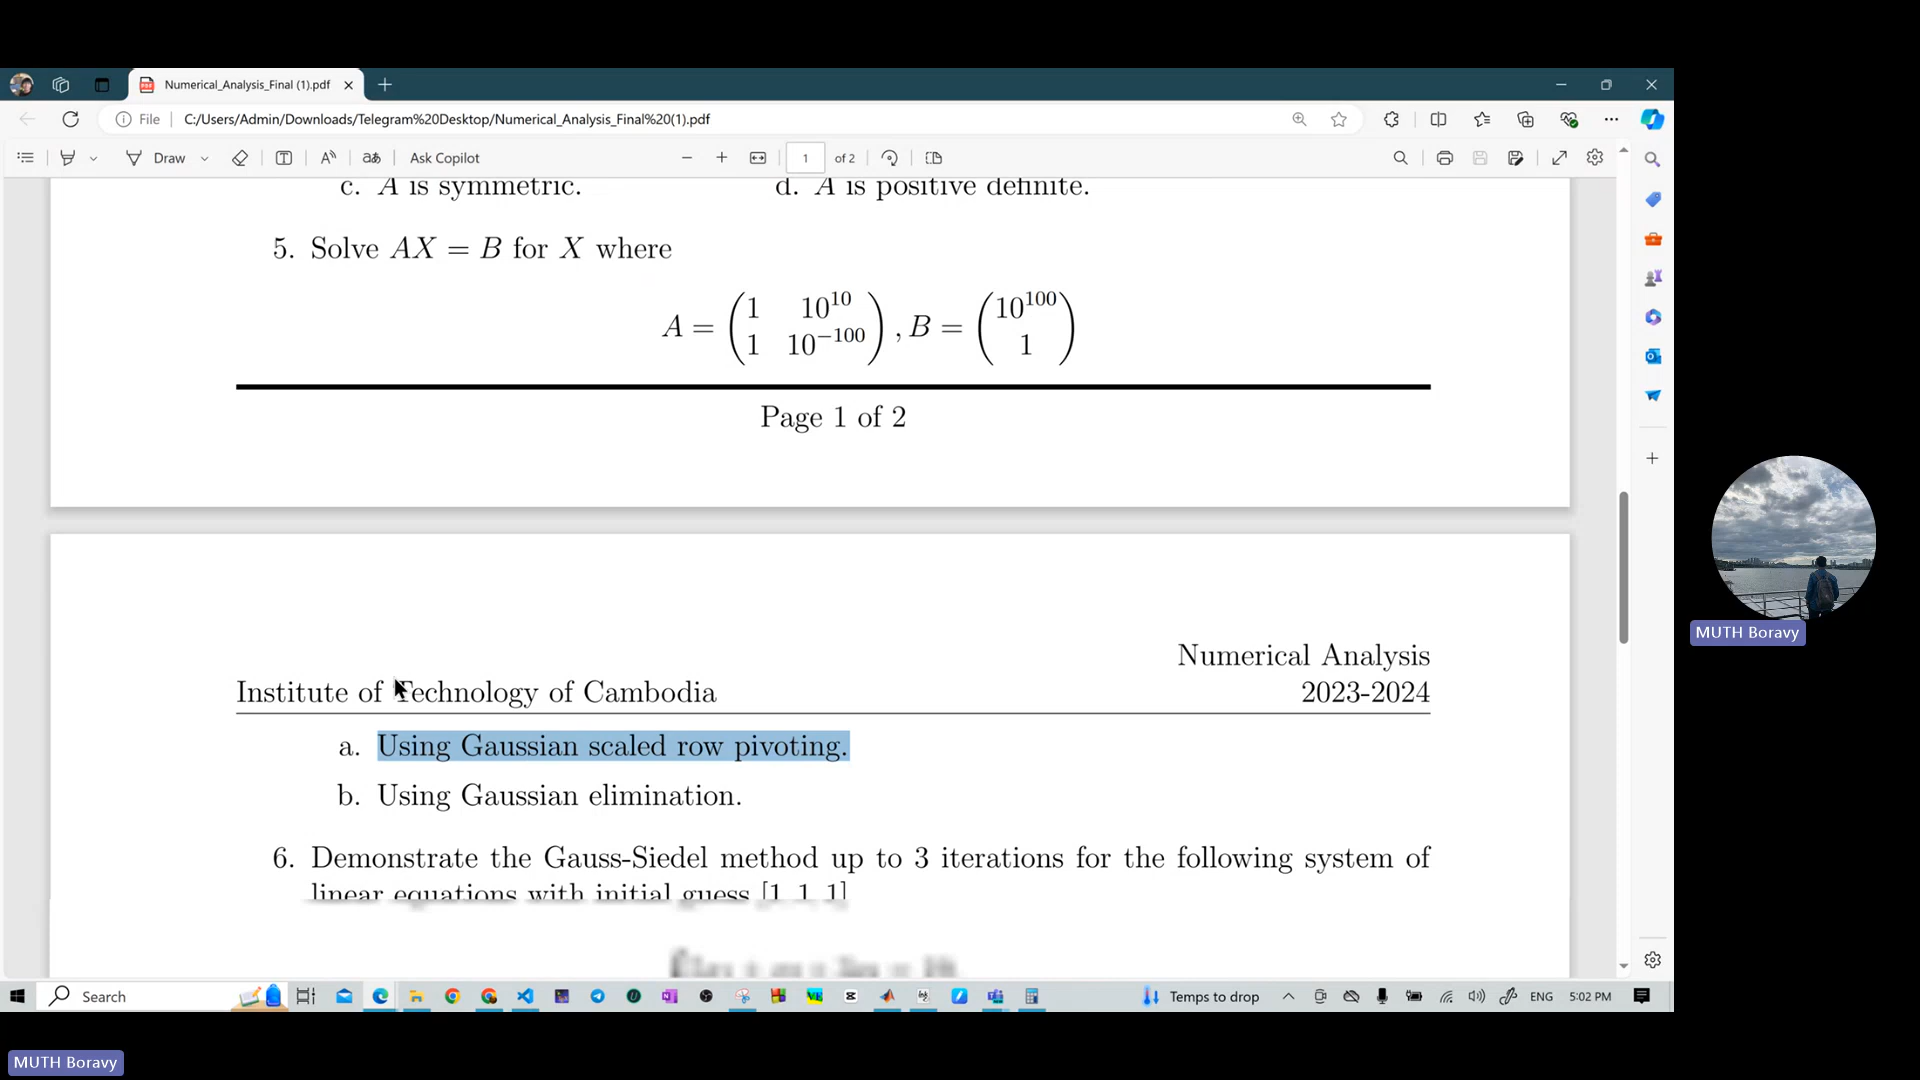 Numerical_Analysis_Final (1).pdf
File
C:/Users/Admin/Downloads/Telegram%20Desktop/Numerical_Analysis_Final%20(1).pdf
Draw
Ask Copilot
1
of 2
c. A is symmetric.
d. A is positive definite.
5. Solve AX = B for X where
A = (1 10^10
1 10^-100), B = (10^100
1)
Page 1 of 2
Numerical Analysis
Institute of Technology of Cambodia
2023-2024
a. Using Gaussian scaled row pivoting.
b. Using Gaussian elimination.
6. Demonstrate the Gauss-Siedel method up to 3 iterations for the following system of
linear equations with initial guess [1, 1, 1]
MUTH Boravy
Search
Temps to drop
ENG
5:02 PM
MUTH Boravy